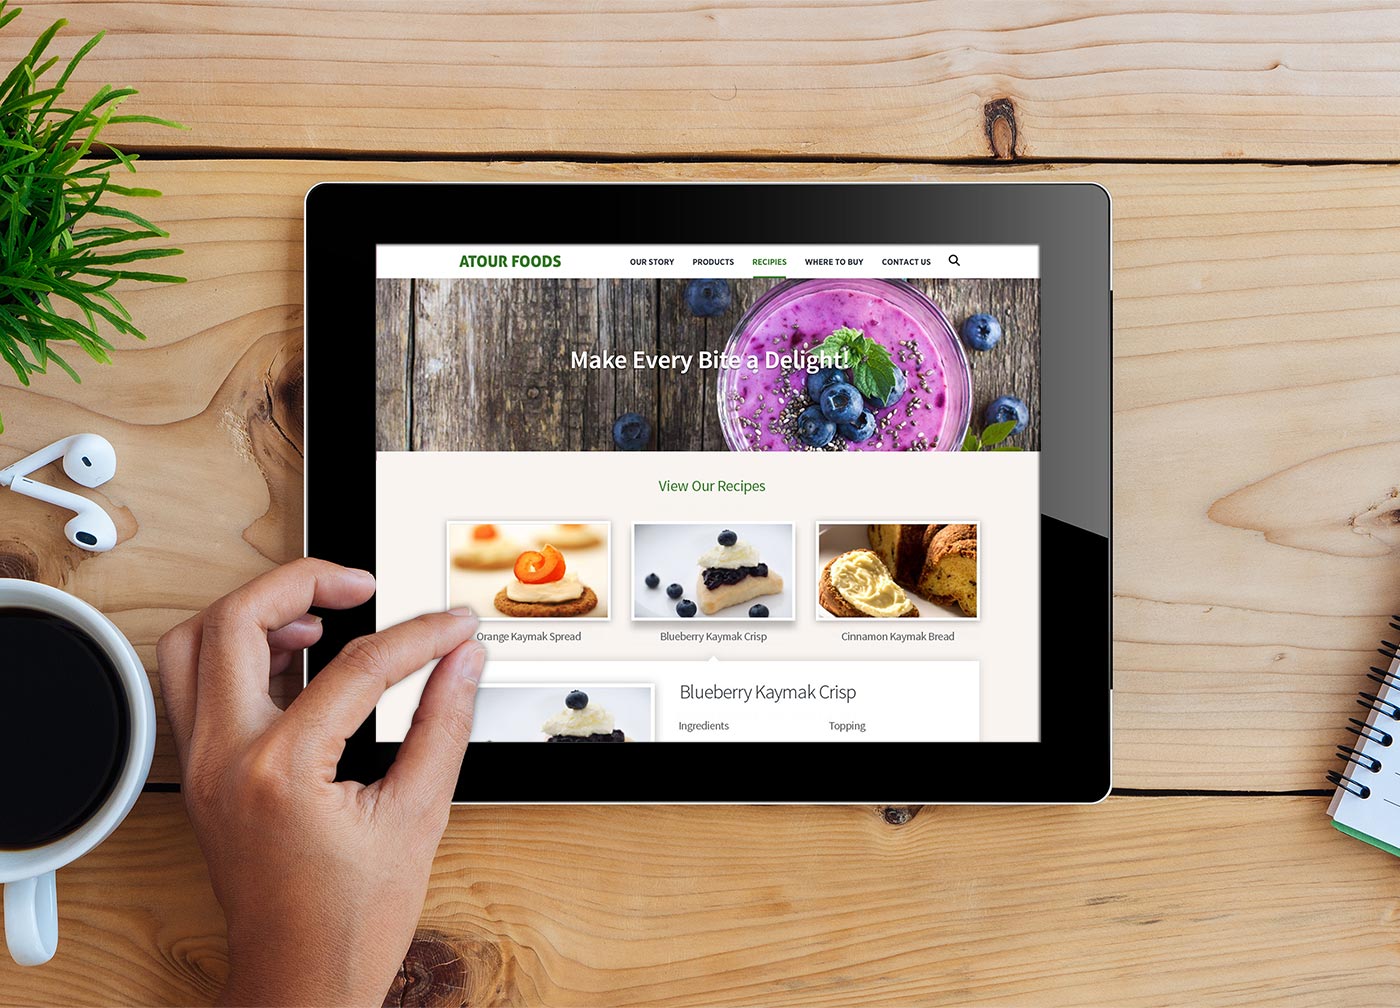 ATOUR FOODS
OUR STORY PRODUCTS RECIPIES WHERE TO BUY CONTACT US
Make Every Bite a Delight!
View Our Recipes
Orange Kaymak Spread
Blueberry Kaymak Crisp
Cinnamon Kaymak Bread
Blueberry Kaymak Crisp
Ingredients
Topping